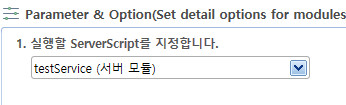 Parameter & Option(Set detail options for modules
1. 실행할 ServerScript를 지정합니다.
testService (서버 모듈)